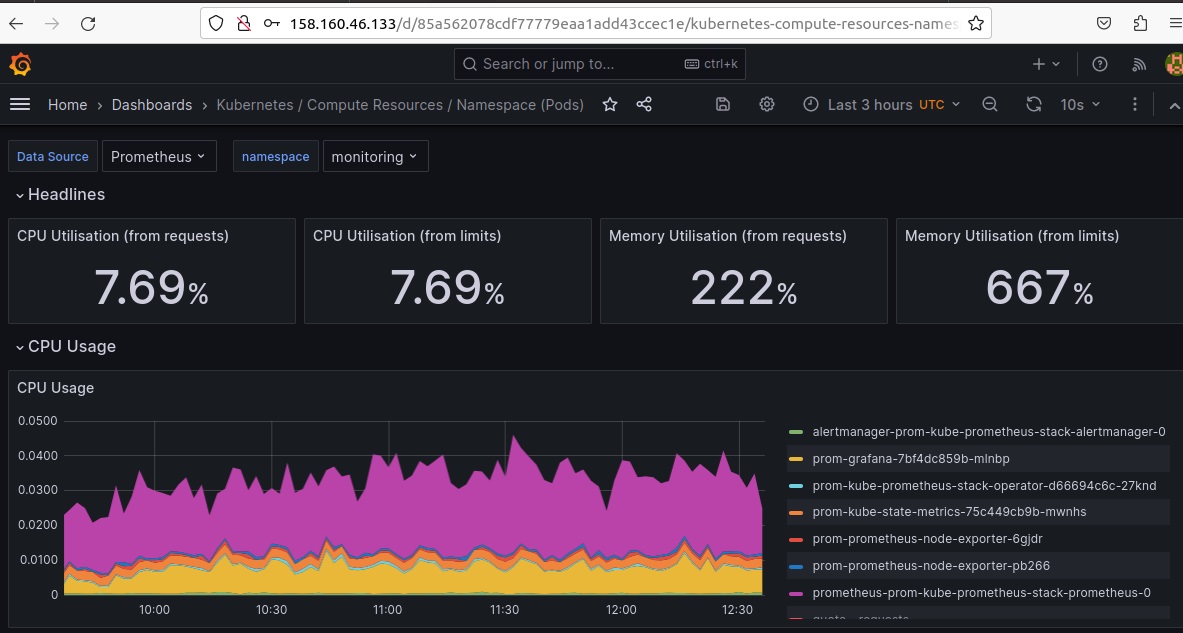 158.160.46.133/d/85a562078cdf77779eaa1add43ccec1e/kubernetes-compute-resources-names
Search or jump to... ctrl+k
Home › Dashboards › Kubernetes / Compute Resources / Namespace (Pods) Last 3 hours UTC 10s
Data Source Prometheus namespace monitoring
Headlines
CPU Utilisation (from requests) CPU Utilisation (from limits) Memory Utilisation (from requests) Memory Utilisation (from limits)
7.69% 7.69% 222% 667%
CPU Usage
CPU Usage
0.0500
0.0400
0.0300
0.0200
0.0100
0
10:00 10:30 11:00 11:30 12:00 12:30
alertmanager-prom-kube-prometheus-stack-alertmanager-0
prom-grafana-7bf4dc859b-mlnbp
prom-kube-prometheus-stack-operator-d66694c6c-27knd
prom-kube-state-metrics-75c449cb9b-mwnhs
prom-prometheus-node-exporter-6gjdr
prom-prometheus-node-exporter-pb266
prometheus-prom-kube-prometheus-stack-prometheus-0